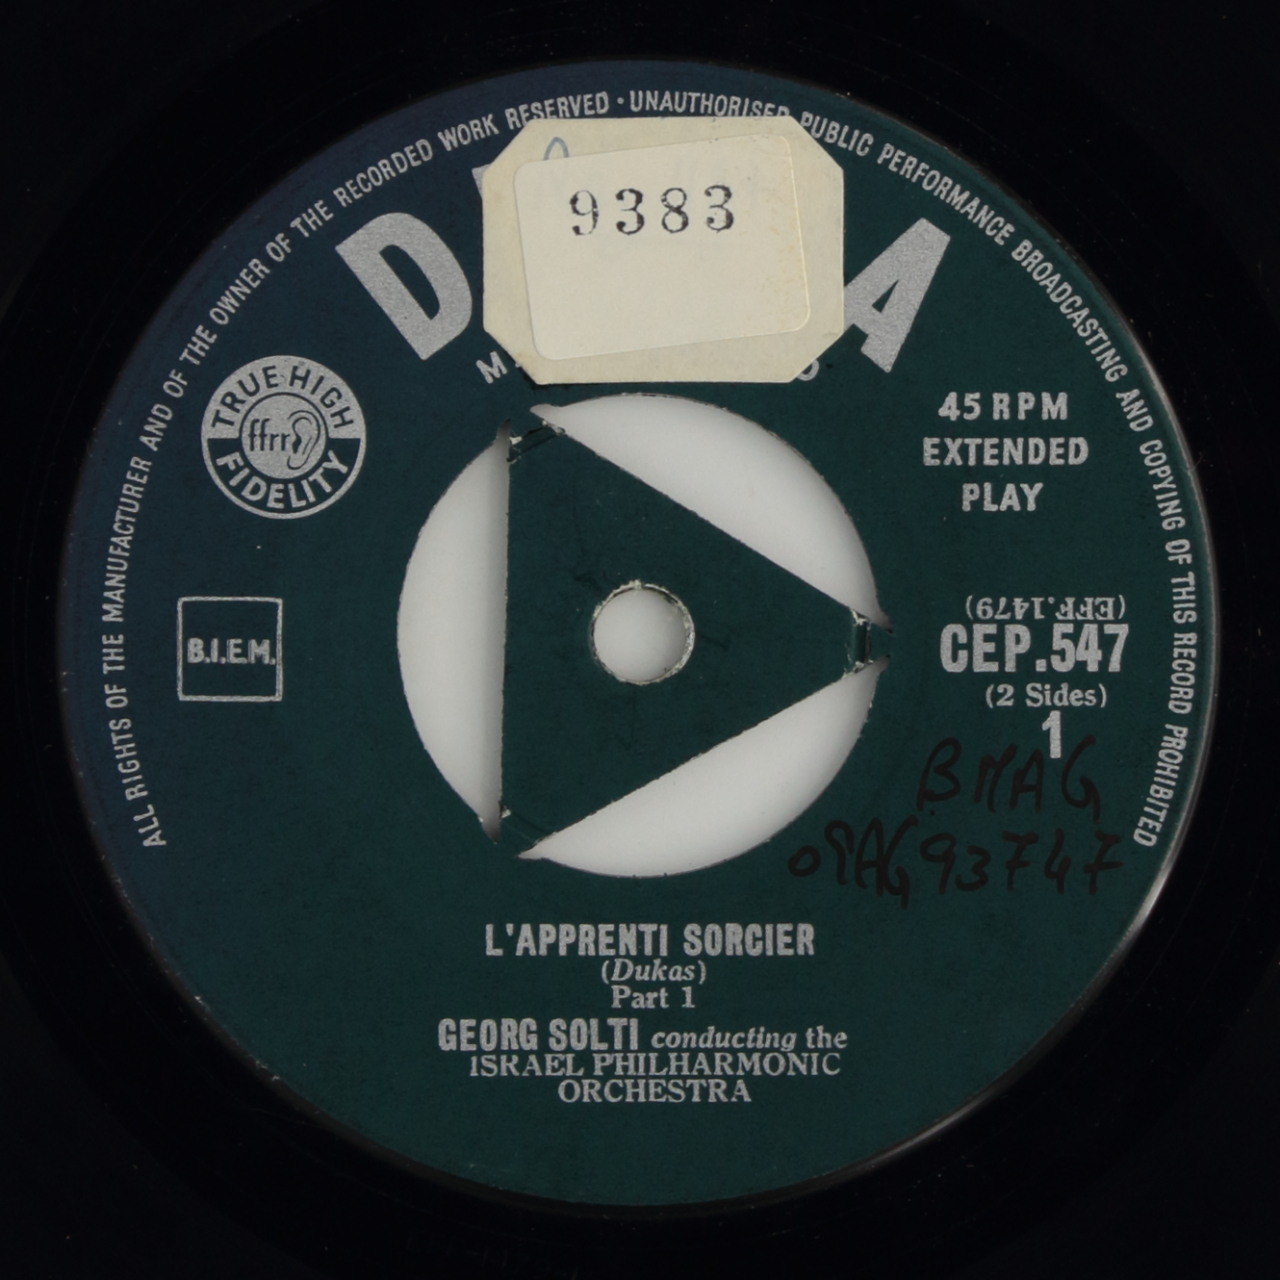 ALL RIGHTS OF THE MANUFACTURER AND OF THE OWNER OF THE RECORDED WORK RESERVED · UNAUTHORISED PUBLIC PERFORMANCE BROADCASTING AND COPYING OF THIS RECORD PROHIBITED
9383
D A
TRUE HIGH
ffrr
FIDELITY
45 RPM
EXTENDED
PLAY
B.I.E.M.
(EFF.1479)
CEP.547
(2 Sides)
1
BMAG
93747
L'APPRENTI SORCIER
(Dukas)
Part 1
GEORG SOLTI conducting the
ISRAEL PHILHARMONIC
ORCHESTRA